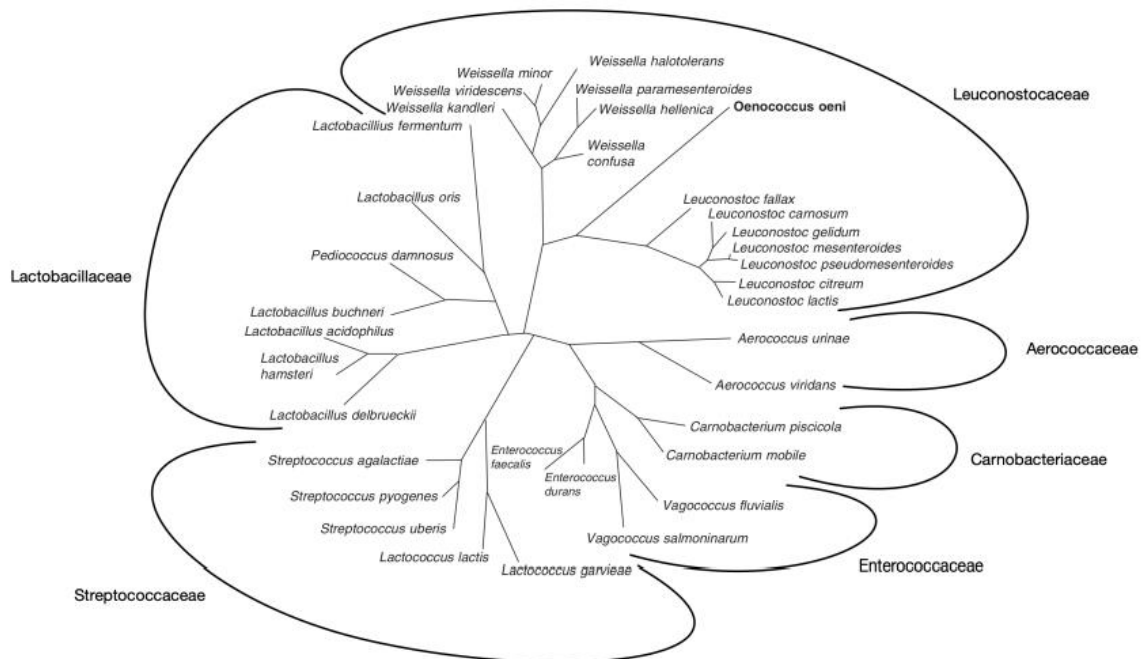 Weissella halotolerans
Weissella minor
Weissella viridescens
Weissella paramesenteroides
Leuconostocaceae
Weissella kandleri
Weissella hellenica
Oenococcus oeni
Lactobacillius fermentum
Weissella
confusa
Lactobacillus oris
Leuconostoc fallax
Leuconostoc carnosum
Leuconostoc gelidum
Leuconostoc mesenteroides
Pediococcus damnosus
Leuconostoc pseudomesenteroides
Lactobacillaceae
Leuconostoc citreum
Leuconostoc lactis
Lactobacillus buchneri
Lactobacillus acidophilus
Aerococcus urinae
Aerococcaceae
Lactobacillus
hamsteri
Aerococcus viridans
Lactobacillus delbrueckii
Carnobacterium piscicola
Enterococcus
faecalis
Carnobacterium mobile
Carnobacteriaceae
Streptococcus agalactiae
Enterococcus
durans
Streptococcus pyogenes
Vagococcus fluvialis
Streptococcus uberis
Vagococcus salmoninarum
Lactococcus lactis
Enterococcaceae
Lactococcus garvieae
Streptococcaceae